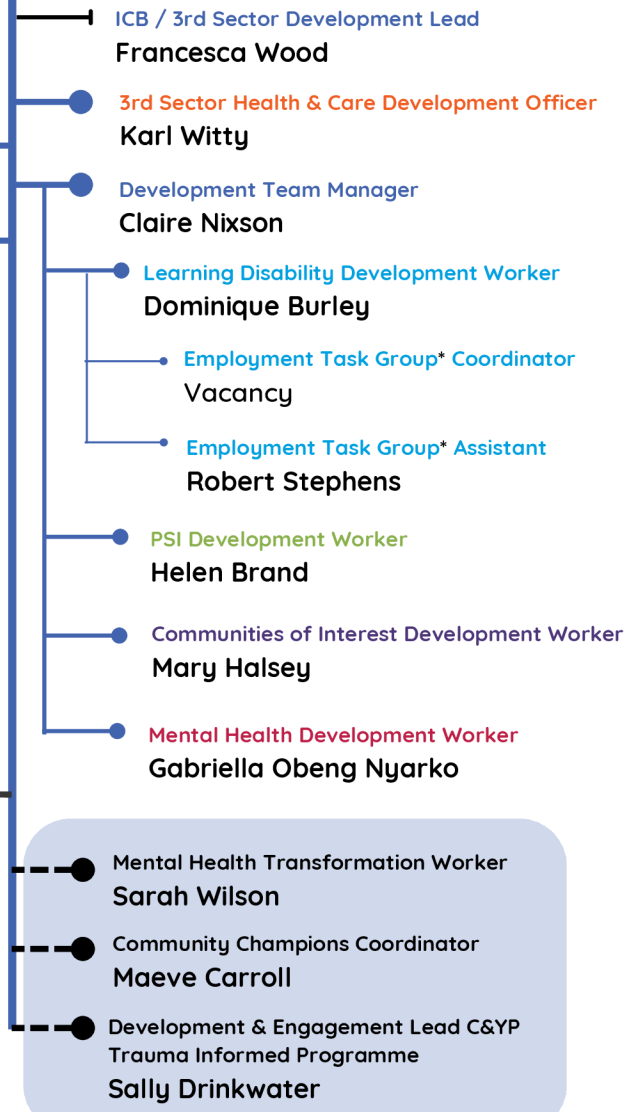 ICB / 3rd Sector Development Lead
Francesca Wood
3rd Sector Health & Care Development Officer
Karl Witty
Development Team Manager
Claire Nixson
Learning Disability Development Worker
Dominique Burley
Employment Task Group* Coordinator
Vacancy
Employment Task Group* Assistant
Robert Stephens
PSI Development Worker
Helen Brand
Communities of Interest Development Worker
Mary Halsey
Mental Health Development Worker
Gabriella Obeng Nyarko
Mental Health Transformation Worker
Sarah Wilson
Community Champions Coordinator
Maeve Carroll
Development & Engagement Lead C&YP
Trauma Informed Programme
Sally Drinkwater